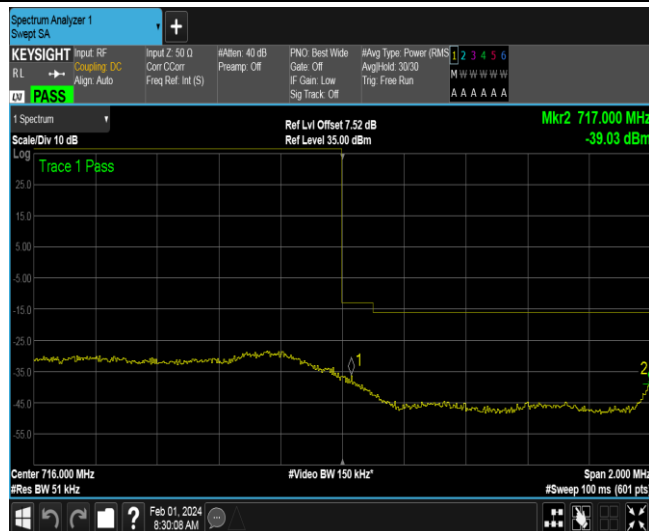 Spectrum Analyzer 1
Swept SA
KEYSIGHT
RL
PASS
Input: RF
Coupling: DC
Align: Auto
Input Z: 50 Ω
Corr CCorr
Freq Ref: Int (S)
#Atten: 40 dB
Preamp: Off
PNO: Best Wide
Gate: Off
IF Gain: Low
Sig Track: Off
#Avg Type: Power (RMS
Avg|Hold: 30/30
Trig: Free Run
1 2 3 4 5 6
M W W W W W
A A A A A A
1 Spectrum
Scale/Div 10 dB
Ref Lvl Offset 7.52 dB
Ref Level 35.00 dBm
Mkr2 717.000 MHz
-39.03 dBm
Log
Trace 1 Pass
25.0
15.0
5.00
-5.00
-15.0
-25.0
-35.0
-45.0
-55.0
1
2
Center 716.000 MHz
#Res BW 51 kHz
#Video BW 150 kHz*
Span 2.000 MHz
#Sweep 100 ms (601 pts)
?
Feb 01, 2024
8:30:08 AM